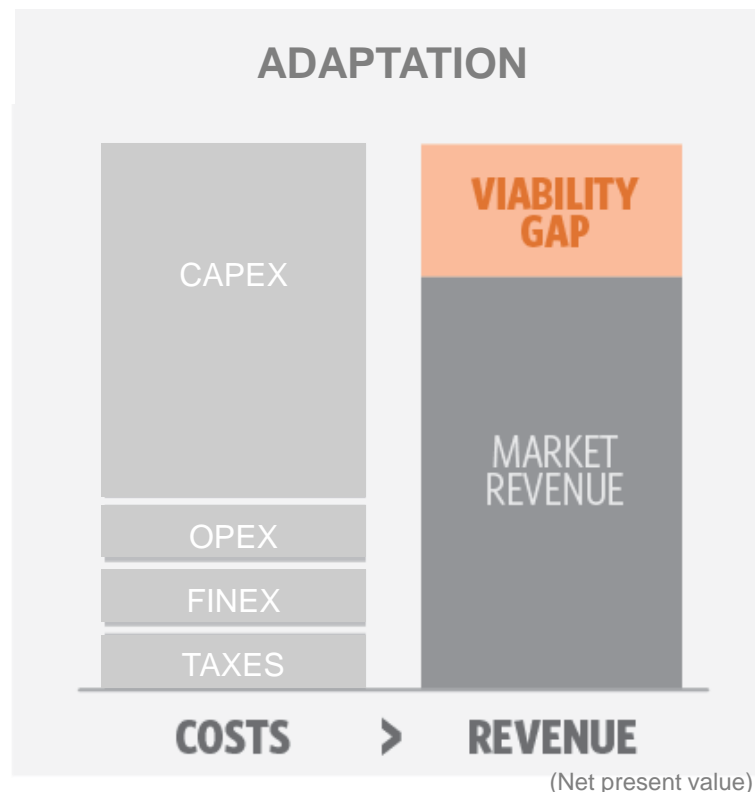 ADAPTATION
CAPEX
OPEX
FINEX
TAXES
VIABILITY
GAP
MARKET
REVENUE
COSTS > REVENUE
(Net present value)